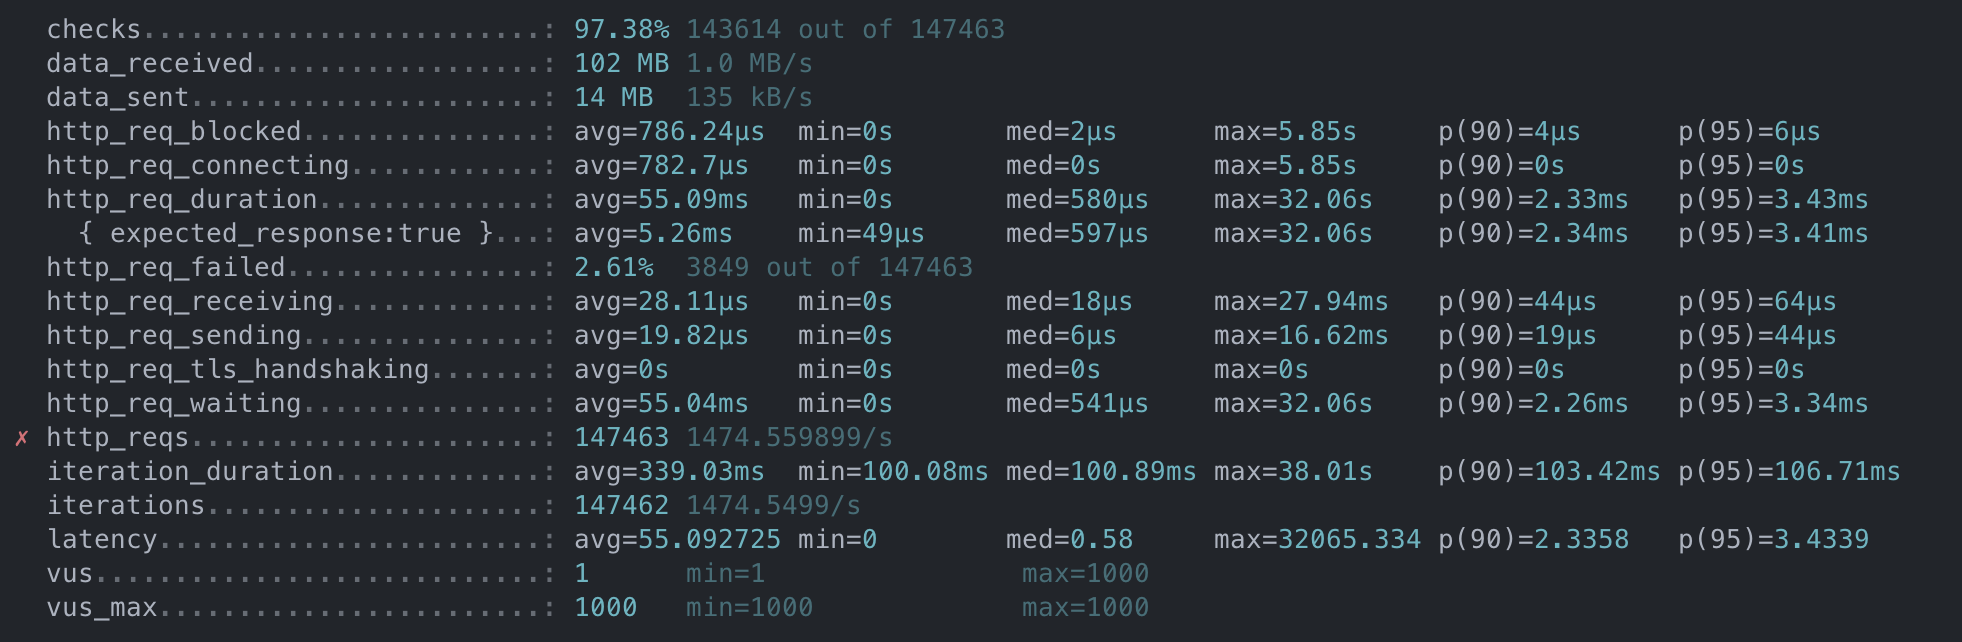 checks.........................: 97.38% 143614 out of 147463
data_received..................: 102 MB 1.0 MB/s
data_sent......................: 14 MB  135 kB/s
http_req_blocked...............: avg=786.24µs  min=0s       med=2µs      max=5.85s     p(90)=4µs      p(95)=6µs
http_req_connecting............: avg=782.7µs   min=0s       med=0s       max=5.85s     p(90)=0s       p(95)=0s
http_req_duration..............: avg=55.09ms   min=0s       med=580µs    max=32.06s    p(90)=2.33ms   p(95)=3.43ms
  { expected_response:true }...: avg=5.26ms    min=49µs     med=597µs    max=32.06s    p(90)=2.34ms   p(95)=3.41ms
http_req_failed................: 2.61%  3849 out of 147463
http_req_receiving.............: avg=28.11µs   min=0s       med=18µs     max=27.94ms   p(90)=44µs     p(95)=64µs
http_req_sending...............: avg=19.82µs   min=0s       med=6µs      max=16.62ms   p(90)=19µs     p(95)=44µs
http_req_tls_handshaking.......: avg=0s        min=0s       med=0s       max=0s        p(90)=0s       p(95)=0s
http_req_waiting...............: avg=55.04ms   min=0s       med=541µs    max=32.06s    p(90)=2.26ms   p(95)=3.34ms
✗ http_reqs......................: 147463 1474.559899/s
iteration_duration.............: avg=339.03ms  min=100.08ms med=100.89ms max=38.01s    p(90)=103.42ms p(95)=106.71ms
iterations.....................: 147462 1474.5499/s
latency........................: avg=55.092725 min=0        med=0.58     max=32065.334 p(90)=2.3358   p(95)=3.4339
vus............................: 1      min=1                max=1000
vus_max........................: 1000   min=1000             max=1000